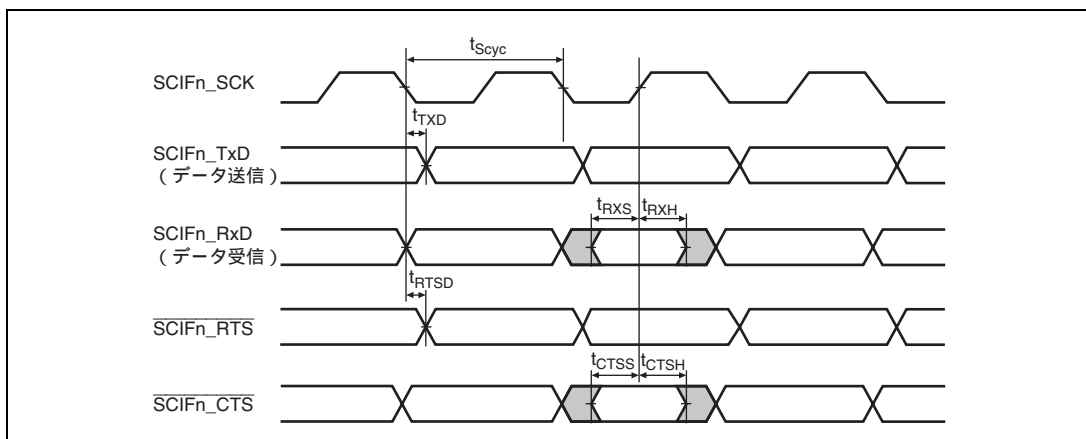 tScyc
SCIFn_SCK
tTXD
SCIFn_TxD
（データ送信）
tRXS tRXH
SCIFn_RxD
（データ受信）
tRTSD
SCIFn_RTS
tCTSS tCTSH
SCIFn_CTS